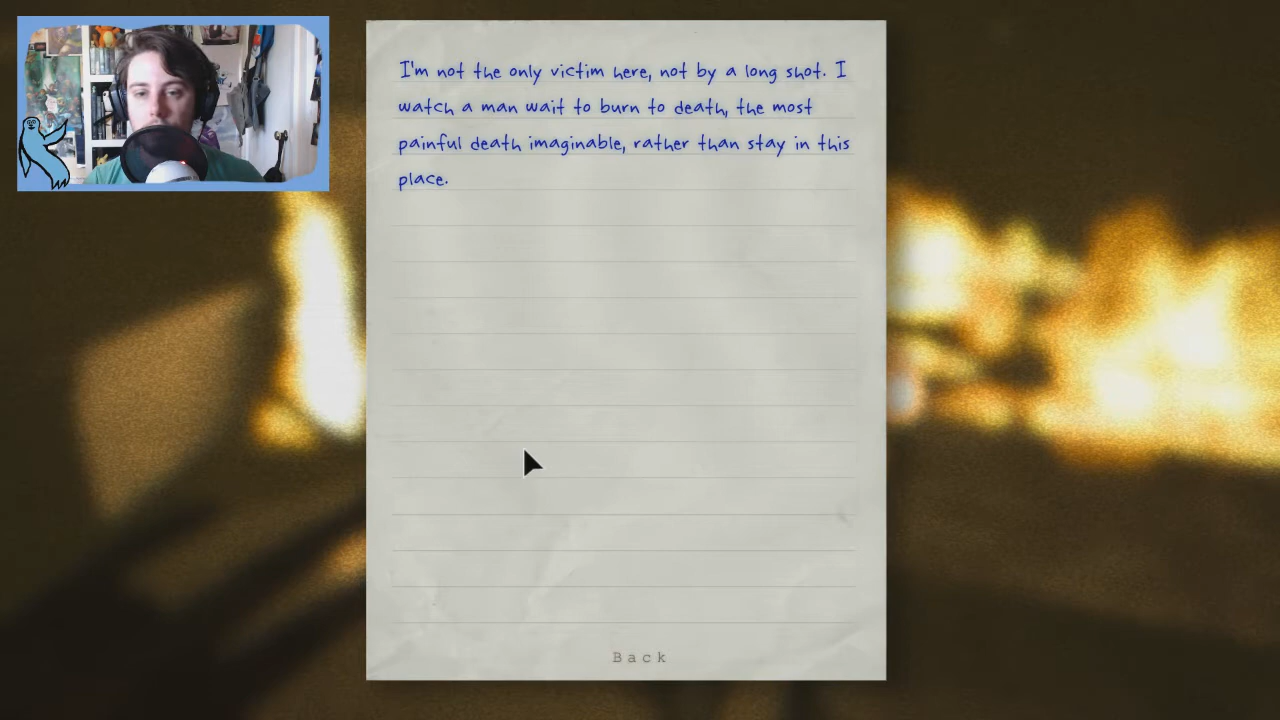 I'm not the only victim here, not by a long shot. I
watch a man wait to burn to death, the most
painful death imaginable, rather than stay in this
place.
Back